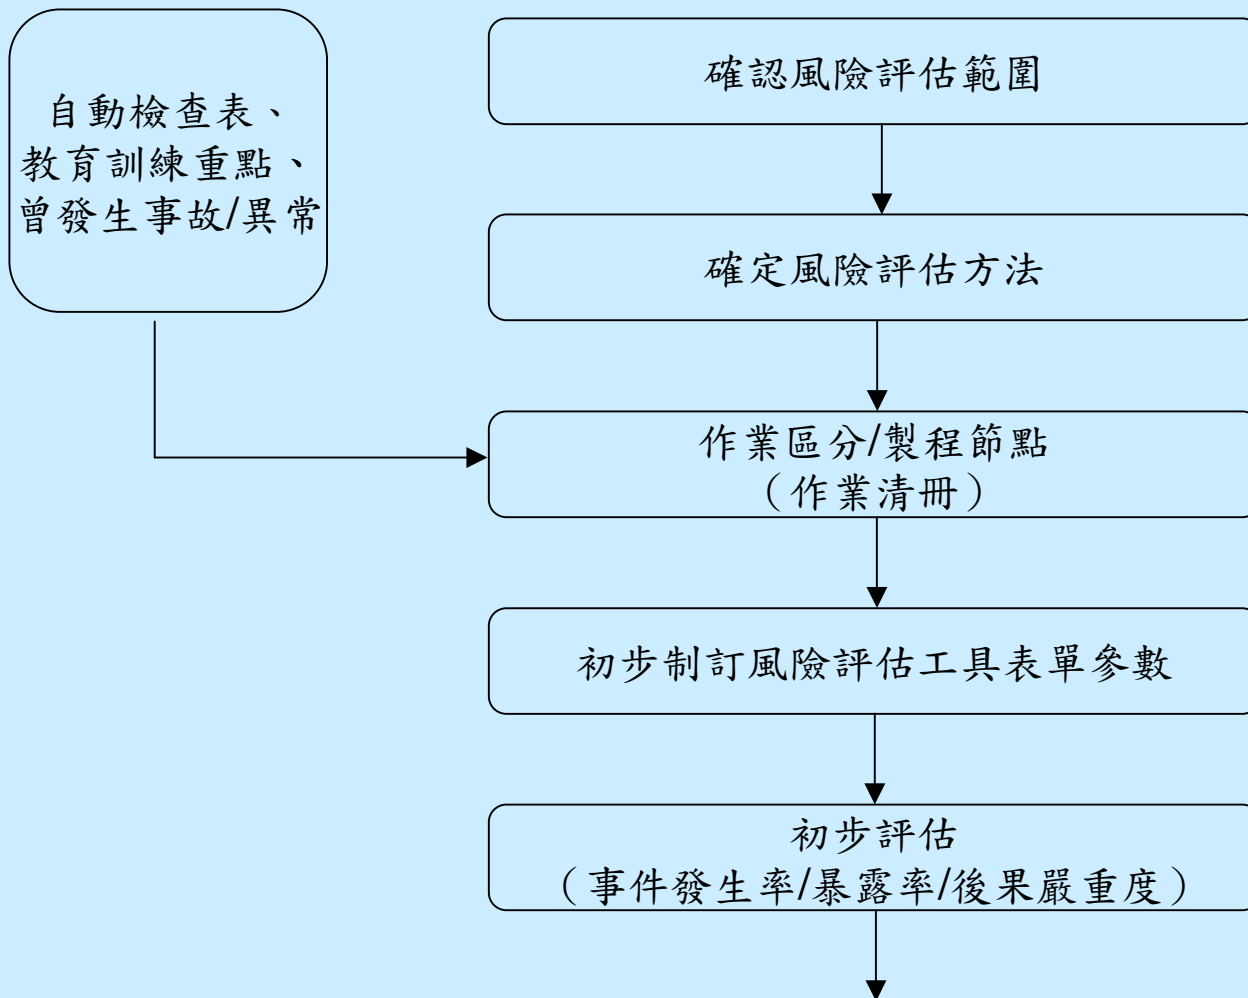 自動檢查表、
教育訓練重點、
曾發生事故/異常
確認風險評估範圍
確定風險評估方法
作業區分/製程節點
（作業清冊）
初步制訂風險評估工具表單參數
初步評估
（事件發生率/暴露率/後果嚴重度）